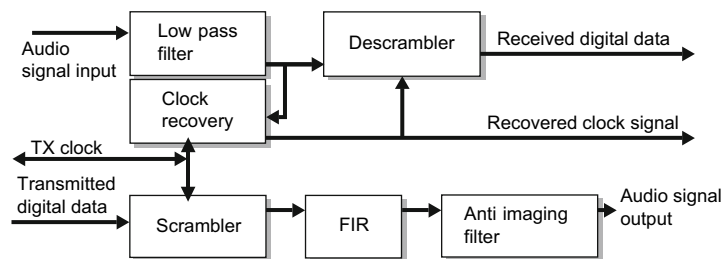 Audio
signal input
Low pass
filter
Descrambler
Received digital data
Clock
recovery
Recovered clock signal
TX clock
Transmitted
digital data
Scrambler
FIR
Anti imaging
filter
Audio signal
output